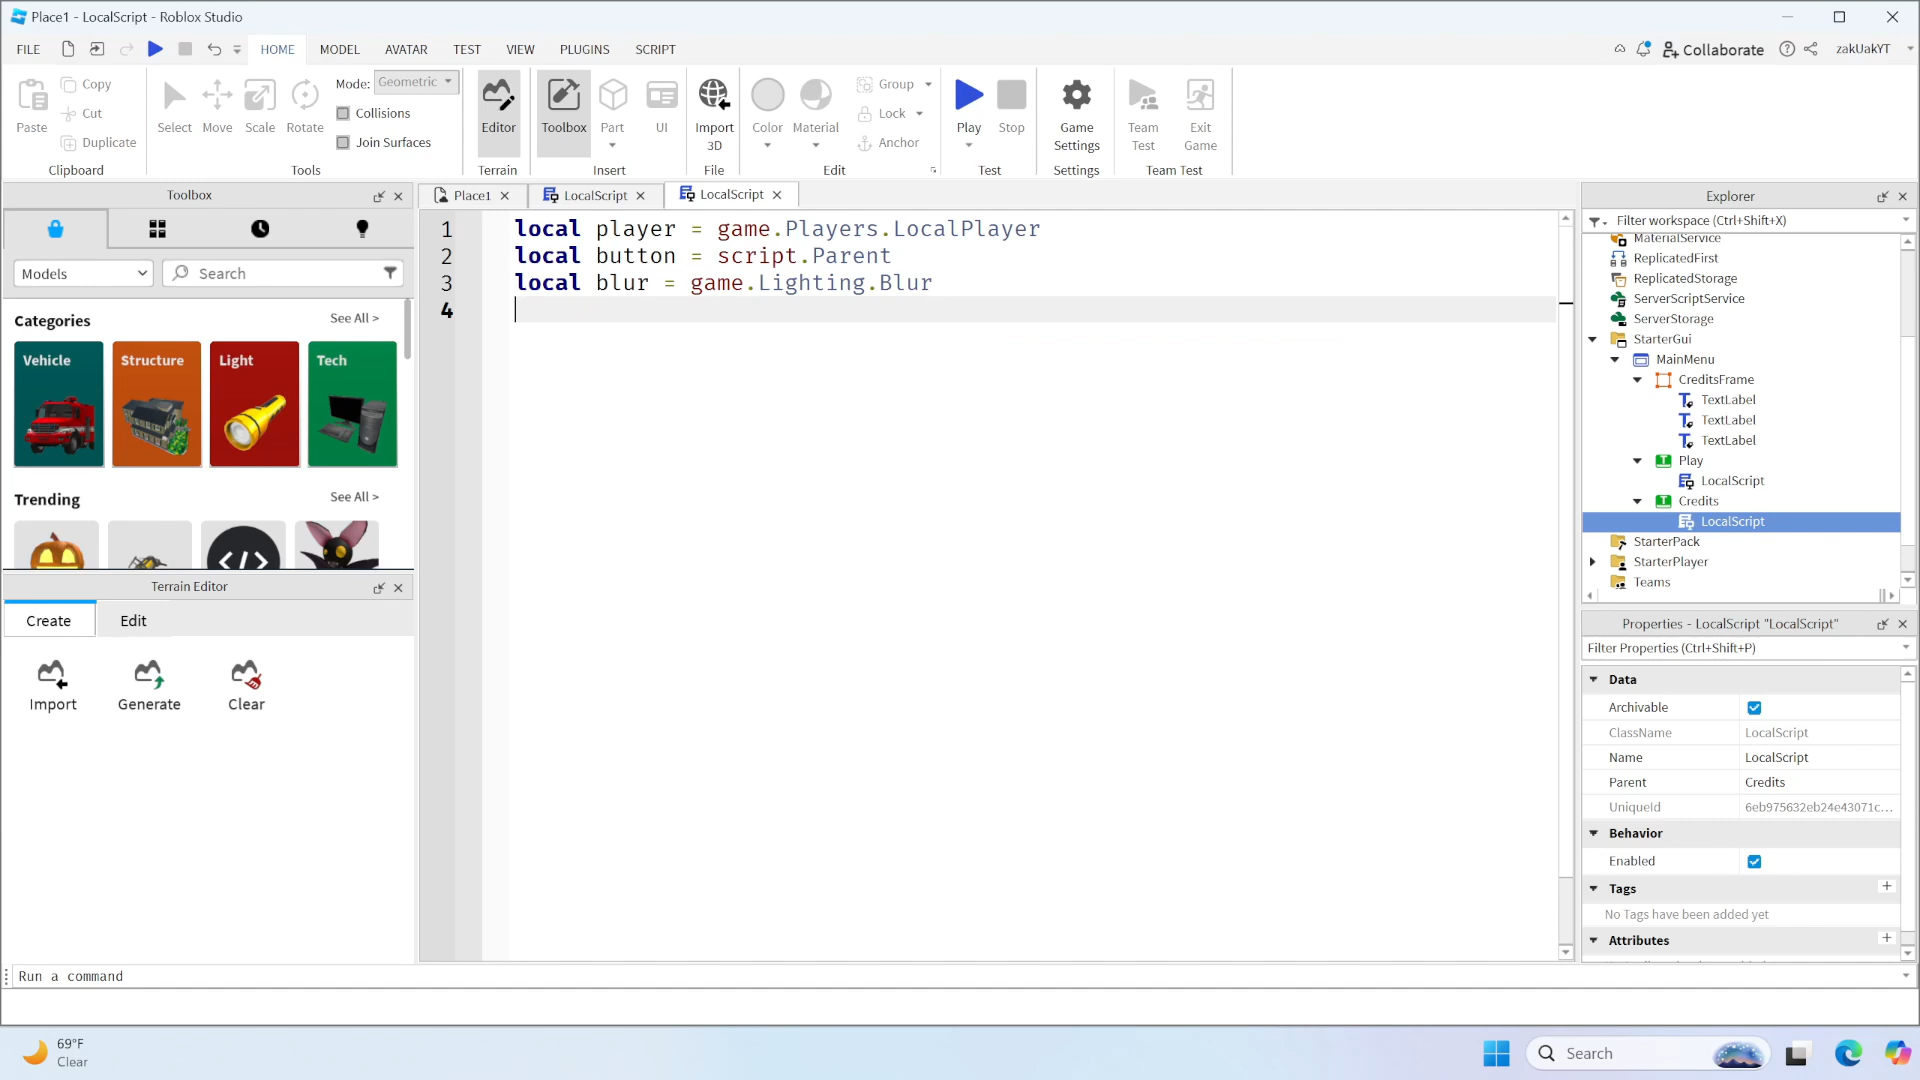 Place1 - LocalScript - Roblox Studio
FILE
HOME
MODEL
AVATAR
TEST
VIEW
PLUGINS
SCRIPT
Collaborate
zakUakYT
Paste
Copy
Cut
Duplicate
Clipboard
Select
Move
Scale
Rotate
Mode: Geometric
Collisions
Join Surfaces
Tools
Editor
Terrain
Toolbox
Part
UI
Insert
Import
3D
File
Color
Material
Group
Lock
Anchor
Edit
Play
Stop
Test
Game
Settings
Settings
Team
Test
Exit
Game
Team Test
Toolbox
Models
Search
Categories
See All >
Vehicle
Structure
Light
Tech
Trending
See All >
Terrain Editor
Create
Edit
Import
Generate
Clear
Place1
LocalScript
LocalScript
1 local player = game.Players.LocalPlayer
2 local button = script.Parent
3 local blur = game.Lighting.Blur
4
Explorer
Filter workspace (Ctrl+Shift+X)
MaterialService
ReplicatedFirst
ReplicatedStorage
ServerScriptService
ServerStorage
StarterGui
MainMenu
CreditsFrame
TextLabel
TextLabel
TextLabel
Play
LocalScript
Credits
LocalScript
StarterPack
StarterPlayer
Teams
Properties - LocalScript "LocalScript"
Filter Properties (Ctrl+Shift+P)
Data
Archivable
ClassName LocalScript
Name LocalScript
Parent Credits
UniqueId 6eb975632eb24e43071c...
Behavior
Enabled
Tags
No Tags have been added yet
Attributes
Run a command
69°F
Clear
Search